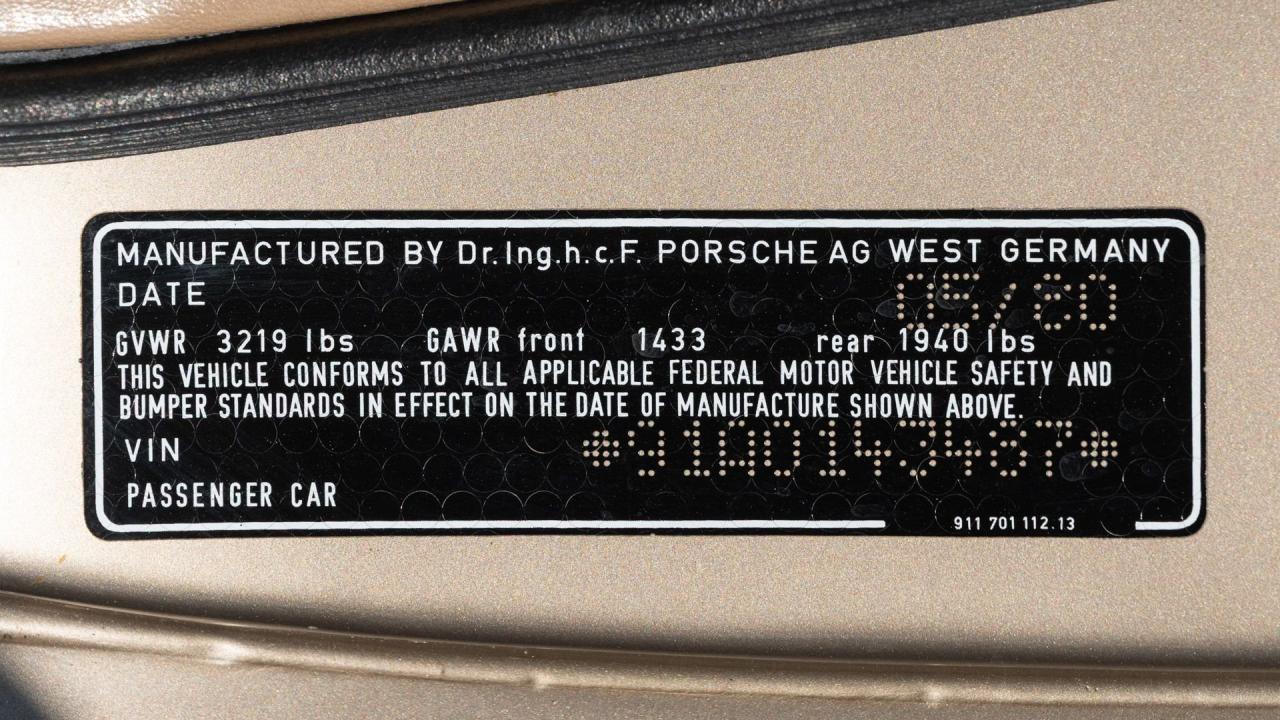 MANUFACTURED BY Dr.Ing.h.c.F. PORSCHE AG WEST GERMANY
DATE 05/80
GVWR 3219 lbs GAWR front 1433 rear 1940 lbs
THIS VEHICLE CONFORMS TO ALL APPLICABLE FEDERAL MOTOR VEHICLE SAFETY AND
BUMPER STANDARDS IN EFFECT ON THE DATE OF MANUFACTURE SHOWN ABOVE.
VIN *91A0143487*
PASSENGER CAR
911 701 112.13